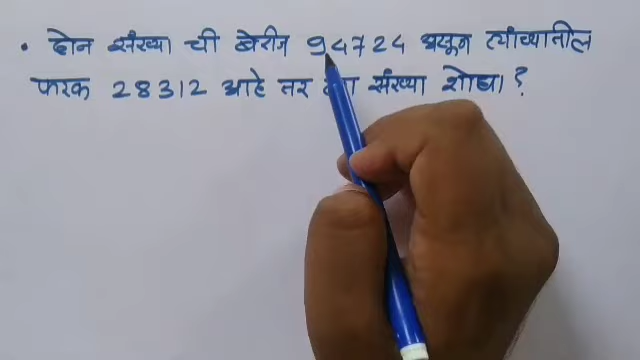 • दोन संख्या ची बेरीज 94724 असून त्यांच्यातील
फरक 28312 आहे तर संख्या शोधा ?